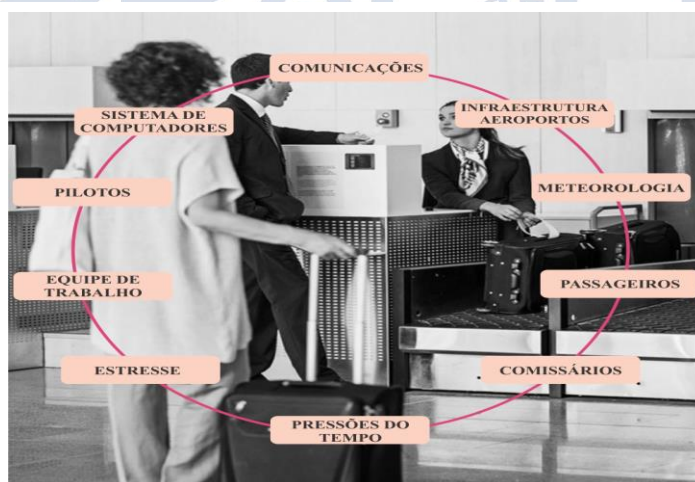 COMUNICAÇÕES
INFRAESTRUTURA
AEROPORTOS
METEOROLOGIA
PASSAGEIROS
COMISSÁRIOS
PRESSÕES DO
TEMPO
ESTRESSE
EQUIPE DE
TRABALHO
PILOTOS
SISTEMA DE
COMPUTADORES